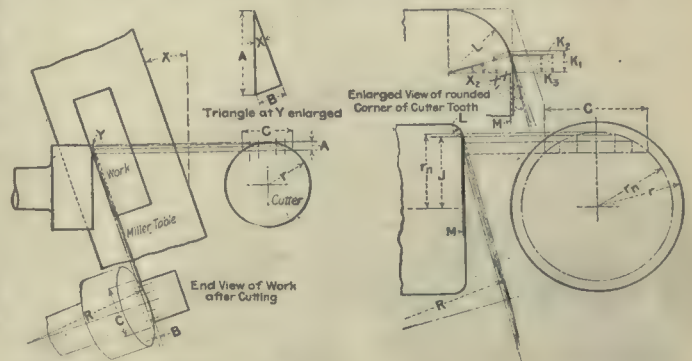 X
A
X
B
Triangle at Y enlarged
Y
C
A
Work
r
Cutter
Miller Table
End View of Work
after Cutting
R
C
B
L
K2
K1
X2
K3
Enlarged View of rounded
Corner of Cutter Tooth
M
C
L
rn
J
rn
r
M
R